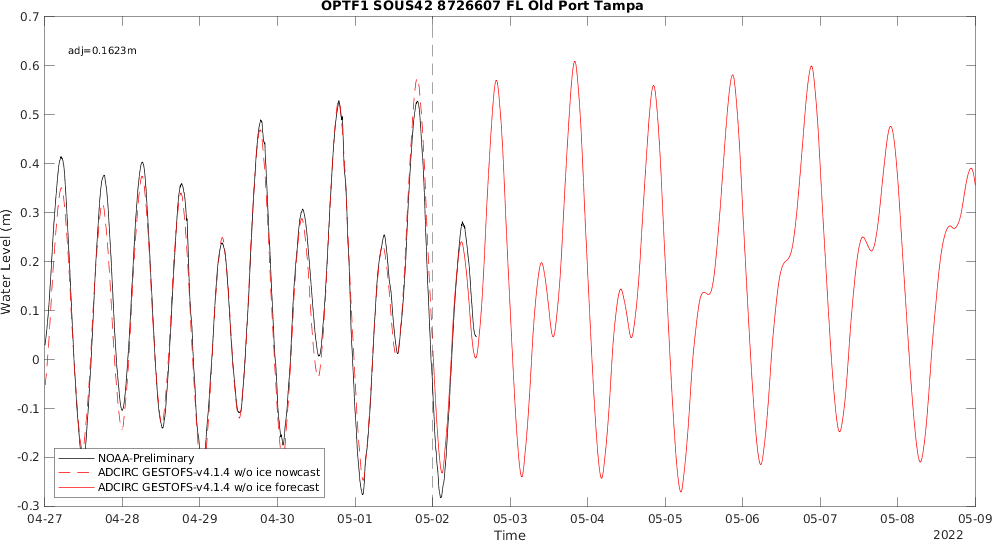 OPTF1 SOUS42 8726607 FL Old Port Tampa
adj=0.1623m
Water Level (m)
0.7
0.6
0.5
0.4
0.3
0.2
0.1
0
-0.1
-0.2
-0.3
NOAA-Preliminary
ADCIRC GESTOFS-v4.1.4 w/o ice nowcast
ADCIRC GESTOFS-v4.1.4 w/o ice forecast
04-27 04-28 04-29 04-30 05-01 05-02 05-03 05-04 05-05 05-06 05-07 05-08 05-09
Time
2022